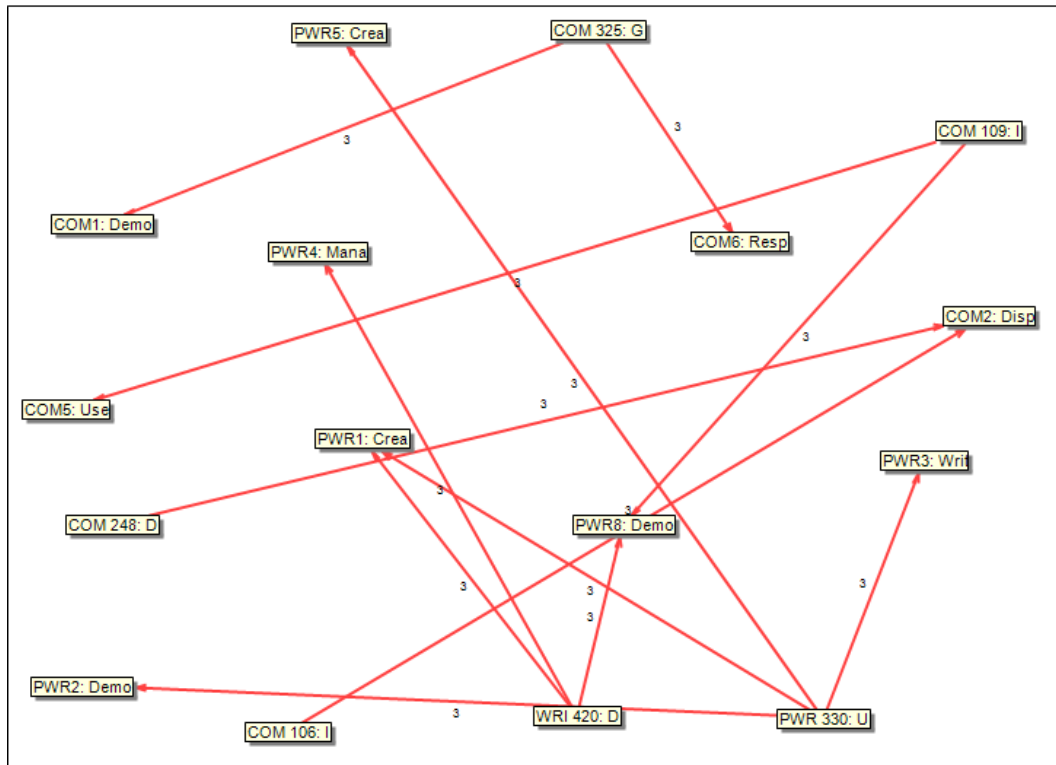 PWR5: Crea
COM 325: G
3
3
COM 109: I
COM1: Demo
COM6: Resp
PWR4: Mana
3
COM2: Disp
3
3
3
COM5: Use
PWR1: Crea
PWR3: Writ
3
COM 248: D
3
PWR8: Demo
3
3
3
3
PWR2: Demo
3
WRI 420: D
PWR 330: U
COM 106: I